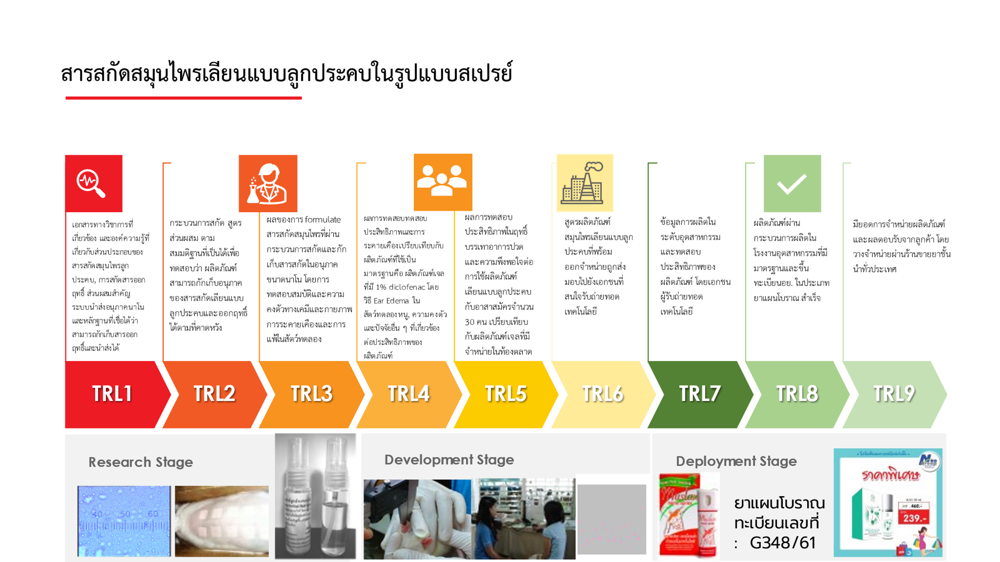 สารสกัดสมุนไพรเลียนแบบลูกประคบในรูปแบบสเปรย์
เอกสารทางวิชาการที่
เกี่ยวข้อง และองค์ความรู้ที่
เกี่ยวกับส่วนประกอบของ
สารสกัดสมุนไพรลูก
ประคบ, การสกัดสารออก
ฤทธิ์ ส่วนผสมสำคัญ
ระบบนำส่งอนุภาคนาโน
และหลักฐานที่เชื่อได้ว่า
สามารถกักเก็บสารออก
ฤทธิ์และนำส่งได้
กระบวนการสกัด สูตร
ส่วนผสม ตาม
สมมติฐานที่เป็นได้เพื่อ
ทดสอบว่า ผลิตภัณฑ์
สามารถกักเก็บอนุภาค
ของสารสกัดเลียนแบบ
ลูกประคบและออกฤทธิ์
ได้ตามที่คาดหวัง
ผลของการ formulate
สารสกัดสมุนไพรที่ผ่าน
กระบวนการสกัดและกัก
เก็บสารสกัดในอนุภาค
ขนาดนาโน โดยการ
ทดสอบสมบัติและความ
คงตัวทางเคมีและกายภาพ
การระคายเคืองและการ
แพ้ในสัตว์ทดลอง
ผลการทดสอบทดสอบ
ประสิทธิภาพและการ
ระคายเคืองเปรียบเทียบกับ
ผลิตภัณฑ์ที่ใช้เป็น
มาตรฐานคือ ผลิตภัณฑ์เจล
ที่มี 1% diclofenac โดย
วิธี Ear Edema ใน
สัตว์ทดลองหนู, ความคงตัว
และปัจจัยอื่น ๆ ที่เกี่ยวข้อง
ต่อประสิทธิภาพของ
ผลิตภัณฑ์
ผลการทดสอบ
ประสิทธิภาพในฤทธิ์
บรรเทาอาการปวด
และความพึงพอใจต่อ
การใช้ผลิตภัณฑ์
เลียนแบบลูกประคบ
กับอาสาสมัครจำนวน
30 คน เปรียบเทียบ
กับผลิตภัณฑ์เจลที่มี
จำหน่ายในท้องตลาด
สูตรผลิตภัณฑ์
สมุนไพรเลียนแบบลูก
ประคบที่พร้อม
ออกจำหน่ายถูกส่ง
มอบไปยังเอกชนที่
สนใจรับถ่ายทอด
เทคโนโลยี
ข้อมูลการผลิตใน
ระดับอุตสาหกรรม
และทดสอบ
ประสิทธิภาพของ
ผลิตภัณฑ์ โดยเอกชน
ผู้รับถ่ายทอด
เทคโนโลยี
ผลิตภัณฑ์ผ่าน
กระบวนการผลิตใน
โรงงานอุตสาหกรรมที่มี
มาตรฐานและขึ้น
ทะเบียนอย. ในประเภท
ยาแผนโบราณ สำเร็จ
มียอดการจำหน่ายผลิตภัณฑ์
และผลตอบรับจากลูกค้า โดย
วางจำหน่ายผ่านร้านขายยาชั้น
นำทั่วประเทศ
TRL1
TRL2
TRL3
TRL4
TRL5
TRL6
TRL7
TRL8
TRL9
Research Stage
40 50 60
Development Stage
Deployment Stage
ยาแผนโบราณ
ทะเบียนเลขที่
: G348/61
ราคาพิเศษ
460.-
239.-